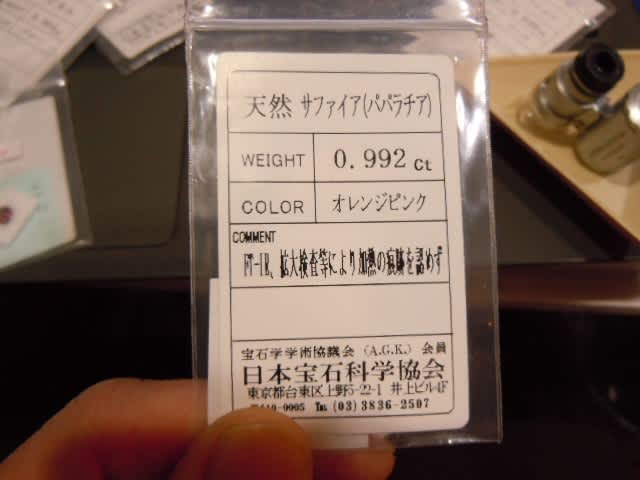 天然 サファイア(パパラチア)
WEIGHT 0.992 ct
COLOR オレンジピンク
COMMENT
FT-IR、拡大検査等により加熱の痕跡を認めず
宝石学学術協議会 (A.G.K.) 会員
日本宝石科学協会
東京都台東区上野5-22-1 井上ビル4F
〒110-0005 TEL (03) 3836-2507